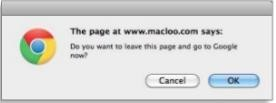 The page at www.macloo.com says:
Do you want to leave this page and go to Google
now?
Cancel
OK